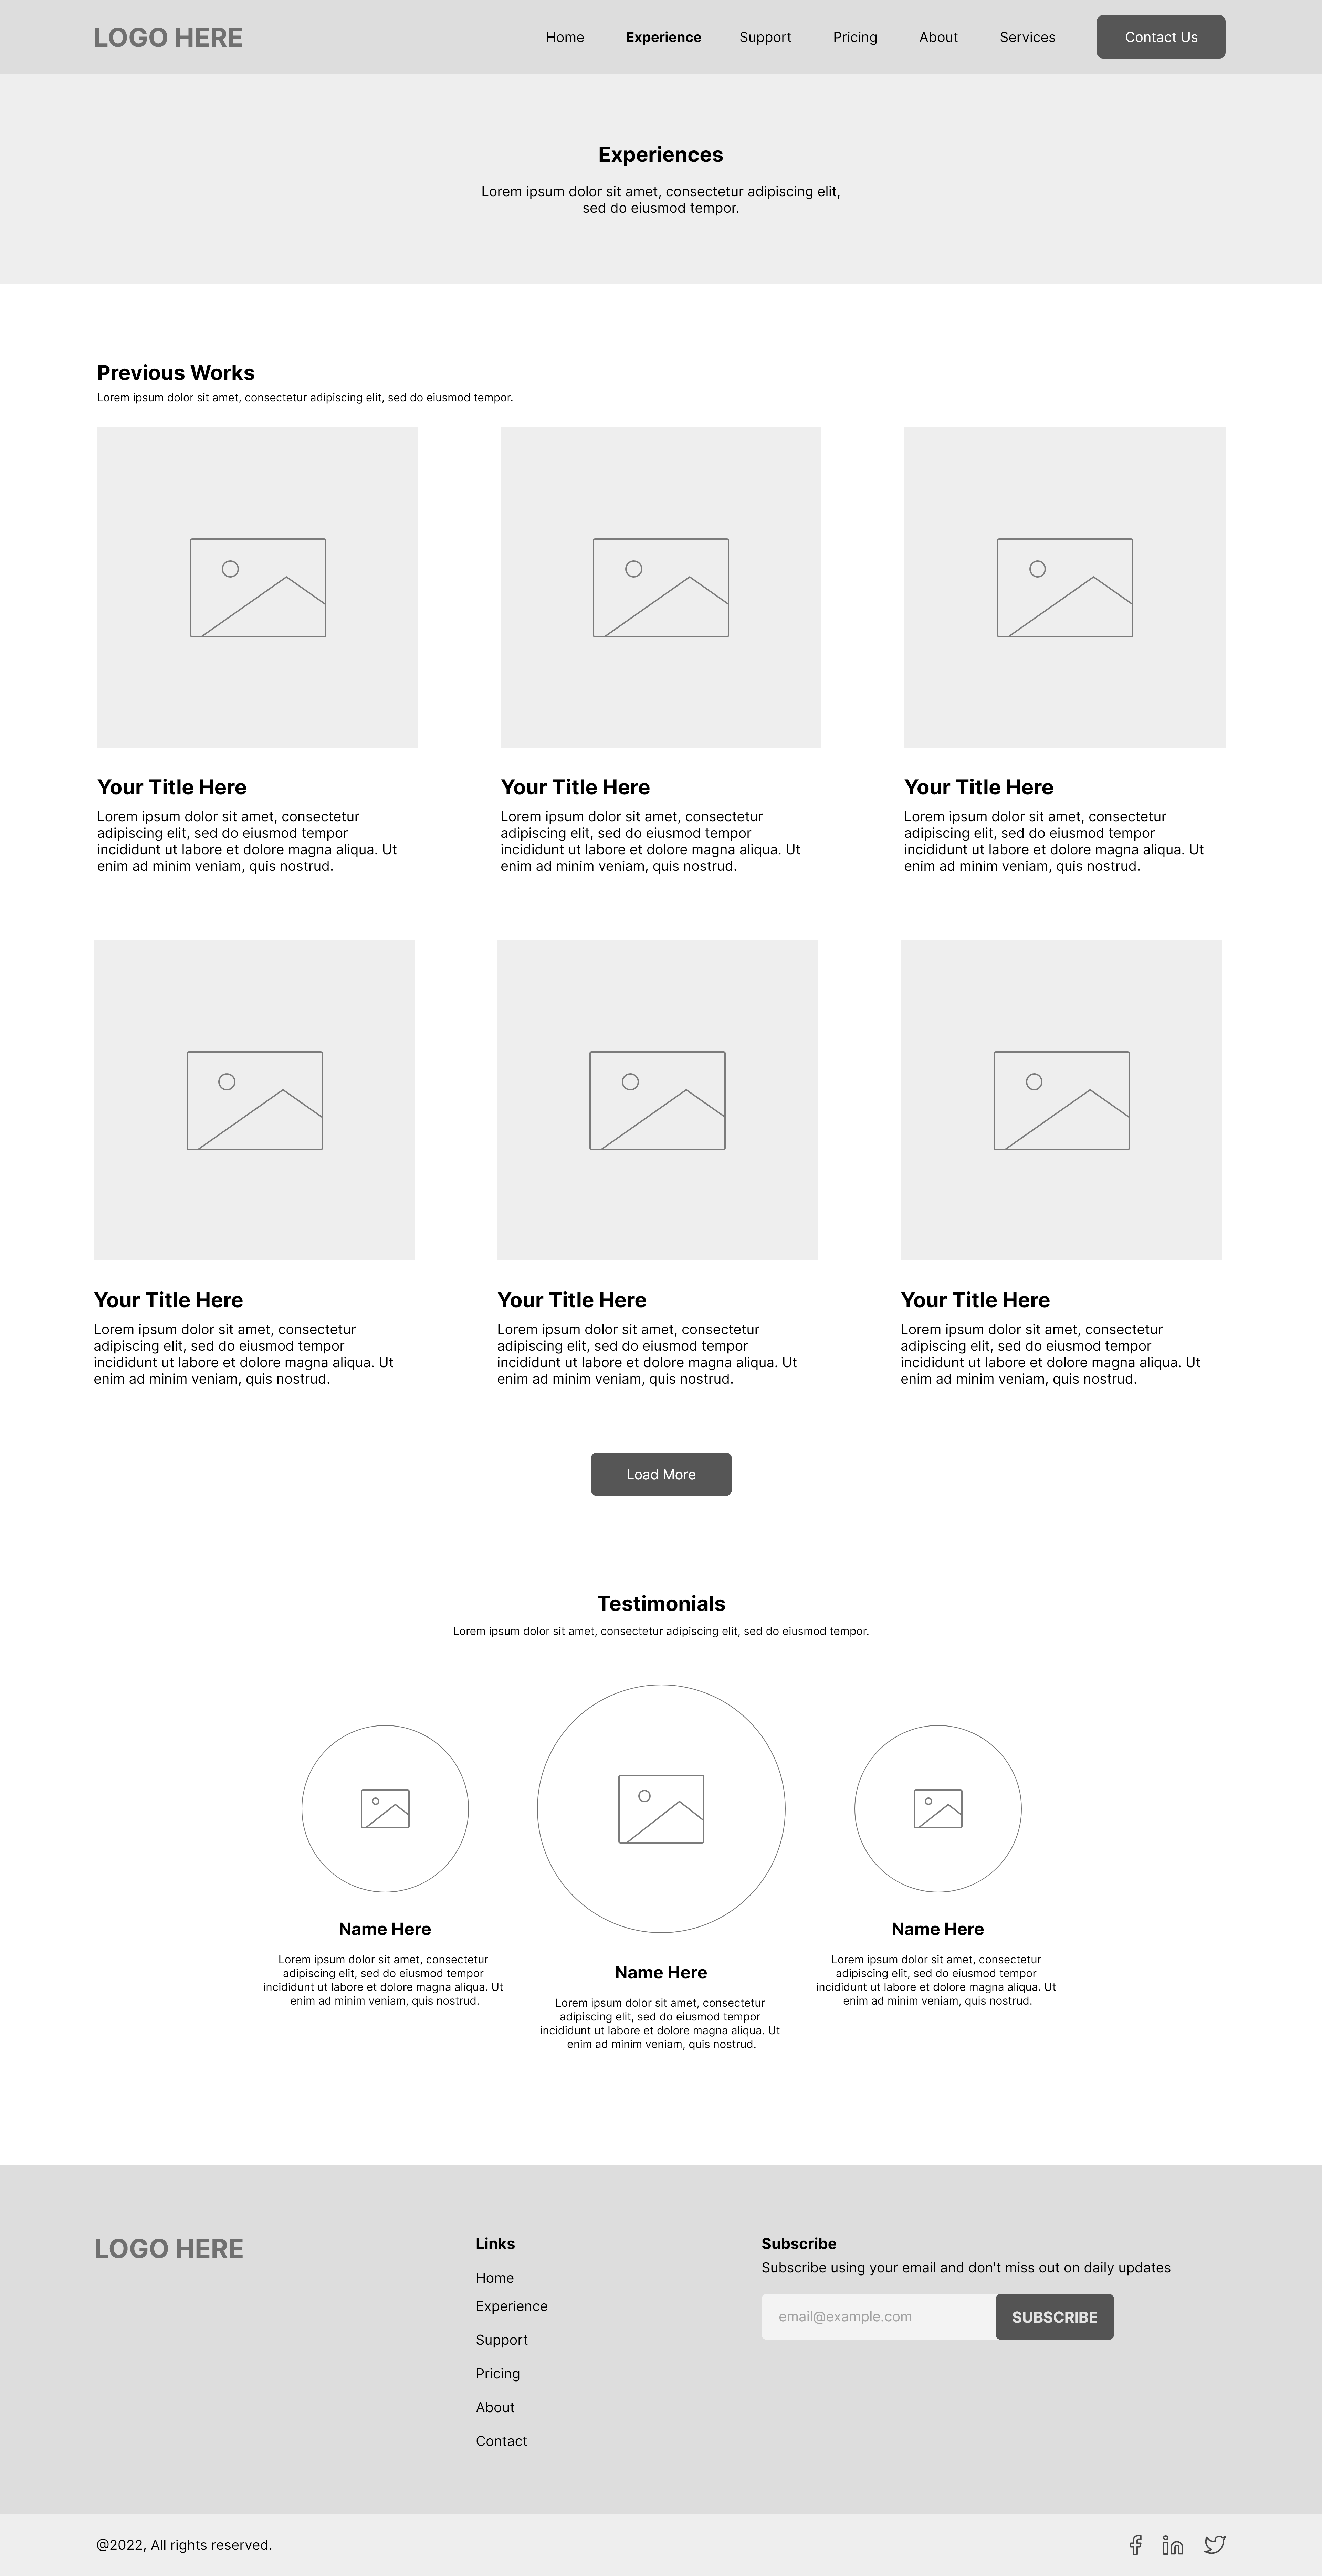 LOGO HERE
Home
Experience
Support
Pricing
About
Services
Contact Us
Experiences
Lorem ipsum dolor sit amet, consectetur adipiscing elit,
sed do eiusmod tempor.
Previous Works
Lorem ipsum dolor sit amet, consectetur adipiscing elit, sed do eiusmod tempor.
Your Title Here
Lorem ipsum dolor sit amet, consectetur
adipiscing elit, sed do eiusmod tempor
incididunt ut labore et dolore magna aliqua. Ut
enim ad minim veniam, quis nostrud.
Your Title Here
Lorem ipsum dolor sit amet, consectetur
adipiscing elit, sed do eiusmod tempor
incididunt ut labore et dolore magna aliqua. Ut
enim ad minim veniam, quis nostrud.
Your Title Here
Lorem ipsum dolor sit amet, consectetur
adipiscing elit, sed do eiusmod tempor
incididunt ut labore et dolore magna aliqua. Ut
enim ad minim veniam, quis nostrud.
Your Title Here
Lorem ipsum dolor sit amet, consectetur
adipiscing elit, sed do eiusmod tempor
incididunt ut labore et dolore magna aliqua. Ut
enim ad minim veniam, quis nostrud.
Your Title Here
Lorem ipsum dolor sit amet, consectetur
adipiscing elit, sed do eiusmod tempor
incididunt ut labore et dolore magna aliqua. Ut
enim ad minim veniam, quis nostrud.
Your Title Here
Lorem ipsum dolor sit amet, consectetur
adipiscing elit, sed do eiusmod tempor
incididunt ut labore et dolore magna aliqua. Ut
enim ad minim veniam, quis nostrud.
Load More
Testimonials
Lorem ipsum dolor sit amet, consectetur adipiscing elit, sed do eiusmod tempor.
Name Here
Lorem ipsum dolor sit amet, consectetur
adipiscing elit, sed do eiusmod tempor
incididunt ut labore et dolore magna aliqua. Ut
enim ad minim veniam, quis nostrud.
Name Here
Lorem ipsum dolor sit amet, consectetur
adipiscing elit, sed do eiusmod tempor
incididunt ut labore et dolore magna aliqua. Ut
enim ad minim veniam, quis nostrud.
Name Here
Lorem ipsum dolor sit amet, consectetur
adipiscing elit, sed do eiusmod tempor
incididunt ut labore et dolore magna aliqua. Ut
enim ad minim veniam, quis nostrud.
LOGO HERE
Links
Home
Experience
Support
Pricing
About
Contact
Subscribe
Subscribe using your email and don't miss out on daily updates
email@example.com
SUBSCRIBE
@2022, All rights reserved.